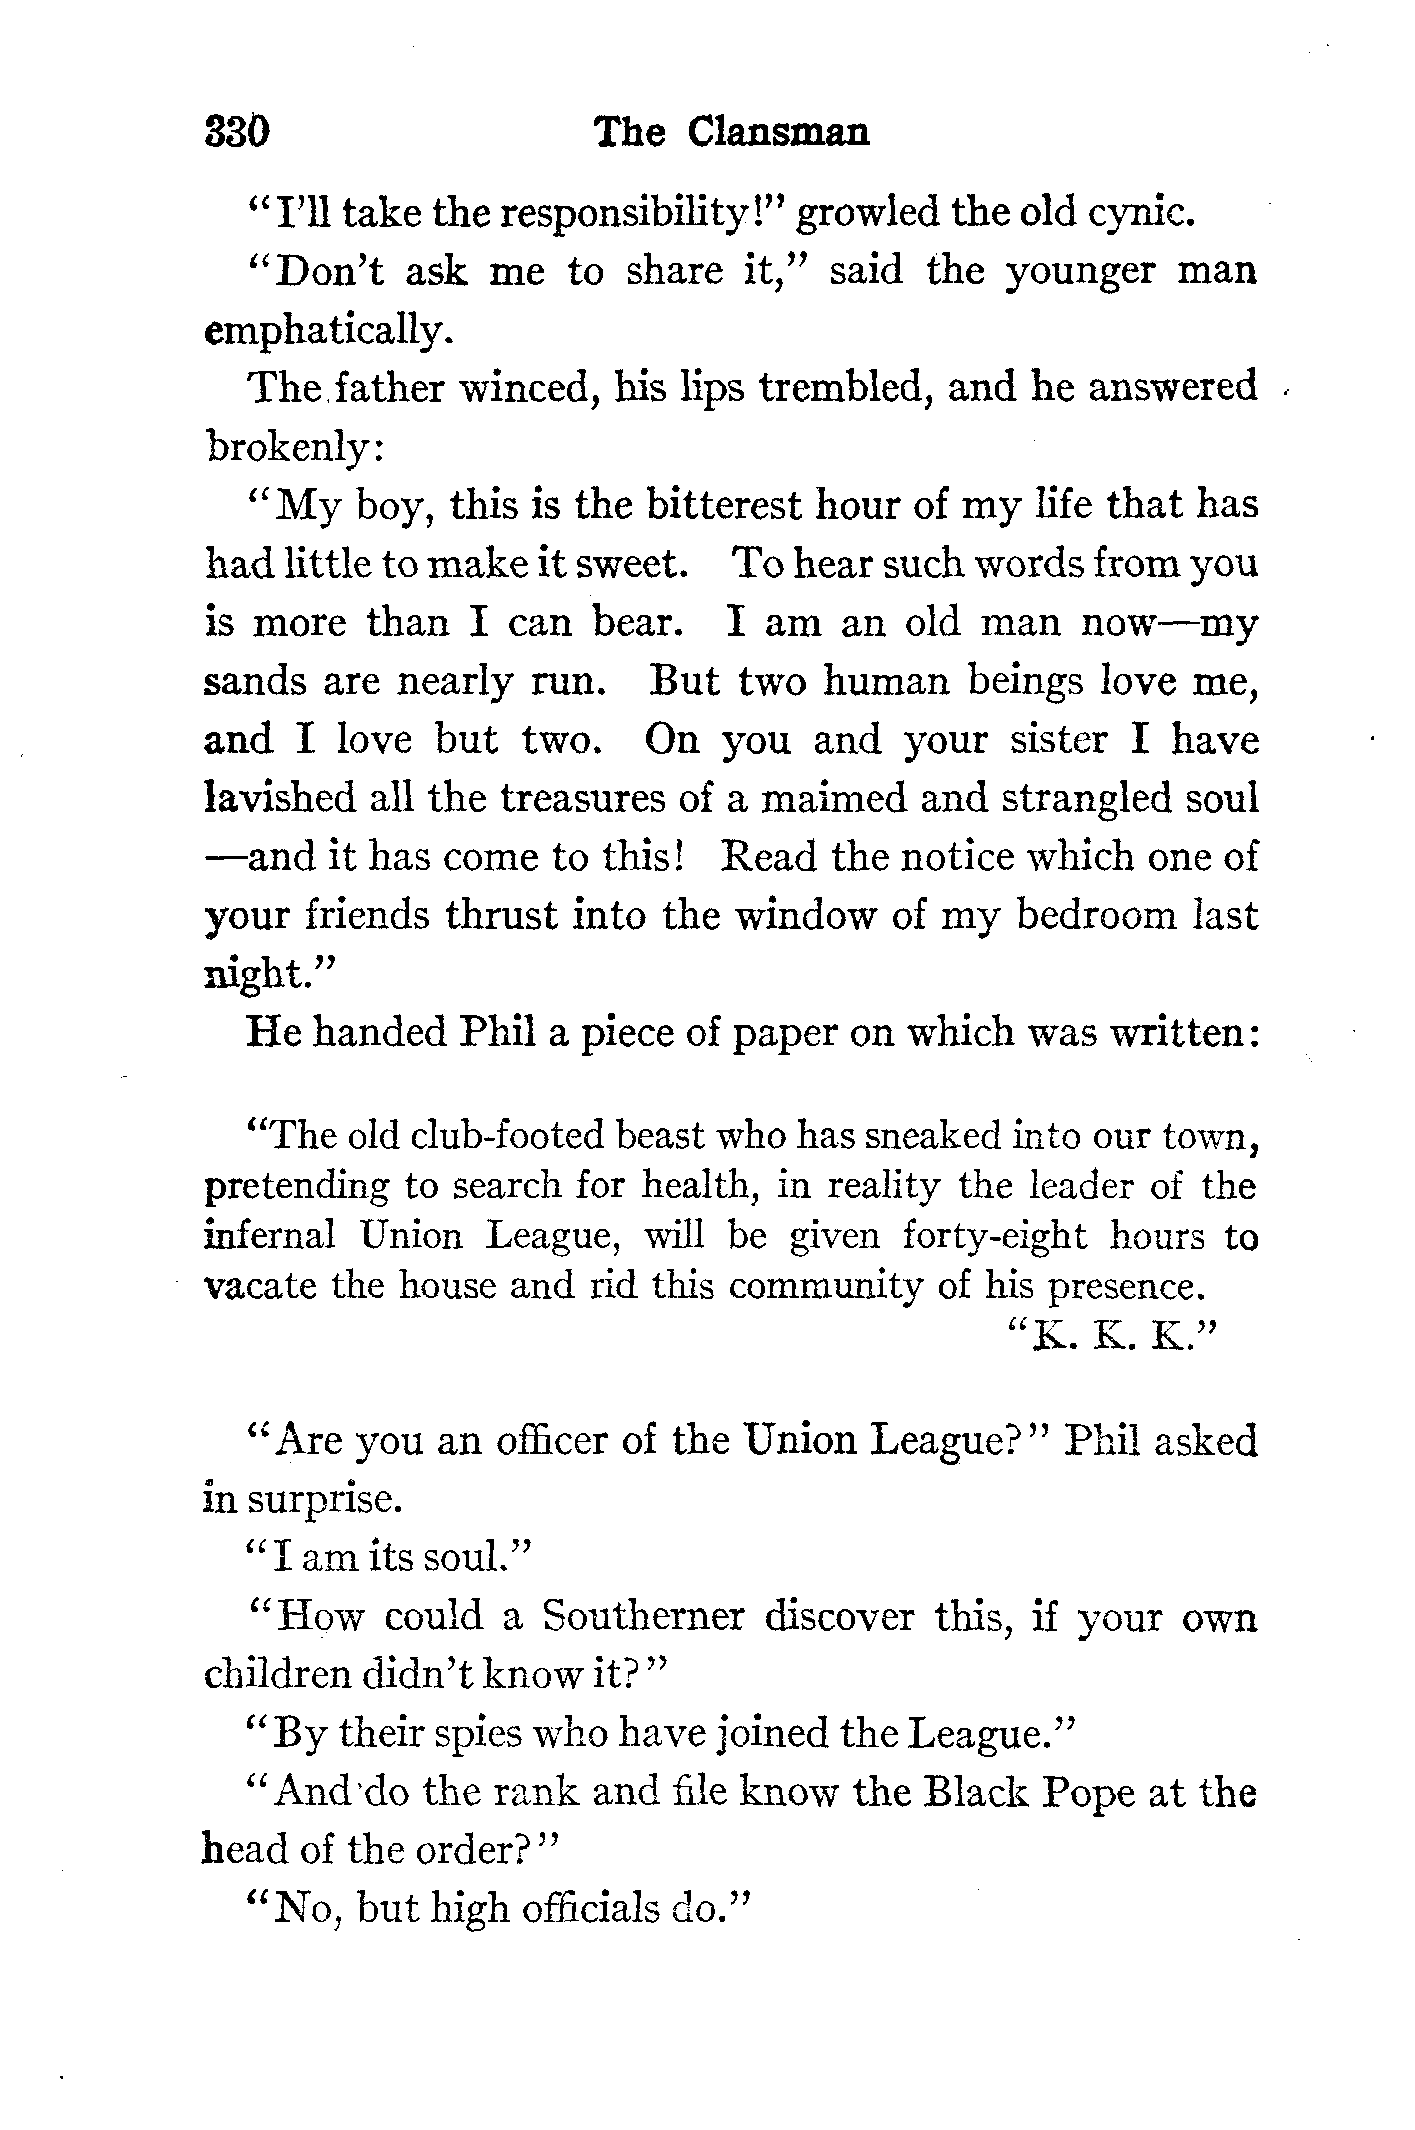 330 The Clansman
"I'll take the responsibility!" growled the old cynic.
"Don't ask me to share it," said the younger man
emphatically.
The father winced, his lips trembled, and he answered
brokenly:
"My boy, this is the bitterest hour of my life that has
had little to make it sweet. To hear such words from you
is more than I can bear. I am an old man now—my
sands are nearly run. But two human beings love me,
and I love but two. On you and your sister I have
lavished all the treasures of a maimed and strangled soul
—and it has come to this! Read the notice which one of
your friends thrust into the window of my bedroom last
night."
He handed Phil a piece of paper on which was written:
"The old club-footed beast who has sneaked into our town,
pretending to search for health, in reality the leader of the
infernal Union League, will be given forty-eight hours to
vacate the house and rid this community of his presence.
"K. K. K."
"Are you an officer of the Union League?" Phil asked
in surprise.
"I am its soul."
"How could a Southerner discover this, if your own
children didn't know it?"
"By their spies who have joined the League."
"And do the rank and file know the Black Pope at the
head of the order?"
"No, but high officials do."